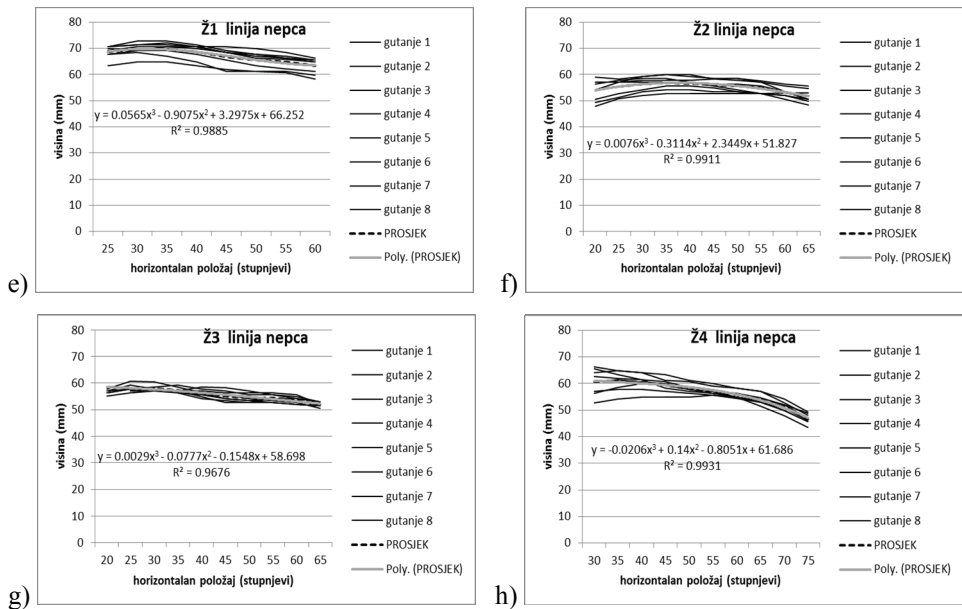 Ž1 linija nepca
visina (mm)
80
70
60
50
40
30
20
10
0
y = 0.0565x³ - 0.9075x² + 3.2975x + 66.252
R² = 0.9885
25 30 35 40 45 50 55 60
horizontalan položaj (stupnjevi)
gutanje 1
gutanje 2
gutanje 3
gutanje 4
gutanje 5
gutanje 6
gutanje 7
gutanje 8
PROSJEK
Poly. (PROSJEK)
e)
Ž2 linija nepca
visina (mm)
80
70
60
50
40
30
20
10
0
y = 0.0076x³ - 0.3114x² + 2.3449x + 51.827
R² = 0.9911
20 25 30 35 40 45 50 55 60 65
horizontalan položaj (stupnjevi)
gutanje 1
gutanje 2
gutanje 3
gutanje 4
gutanje 5
gutanje 6
gutanje 7
gutanje 8
PROSJEK
Poly. (PROSJEK)
f)
Ž3 linija nepca
visina (mm)
80
70
60
50
40
30
20
10
0
y = 0.0029x³ - 0.0777x² - 0.1548x + 58.698
R² = 0.9676
20 25 30 35 40 45 50 55 60 65
horizontalan položaj (stupnjevi)
gutanje 1
gutanje 2
gutanje 3
gutanje 4
gutanje 5
gutanje 6
gutanje 7
gutanje 8
PROSJEK
Poly. (PROSJEK)
g)
Ž4 linija nepca
visina (mm)
80
70
60
50
40
30
20
10
0
y = -0.0206x³ + 0.14x² - 0.8051x + 61.686
R² = 0.9931
30 35 40 45 50 55 60 65 70 75
horizontalan položaj (stupnjevi)
gutanje 1
gutanje 2
gutanje 3
gutanje 4
gutanje 5
gutanje 6
gutanje 7
gutanje 8
PROSJEK
Poly. (PROSJEK)
h)